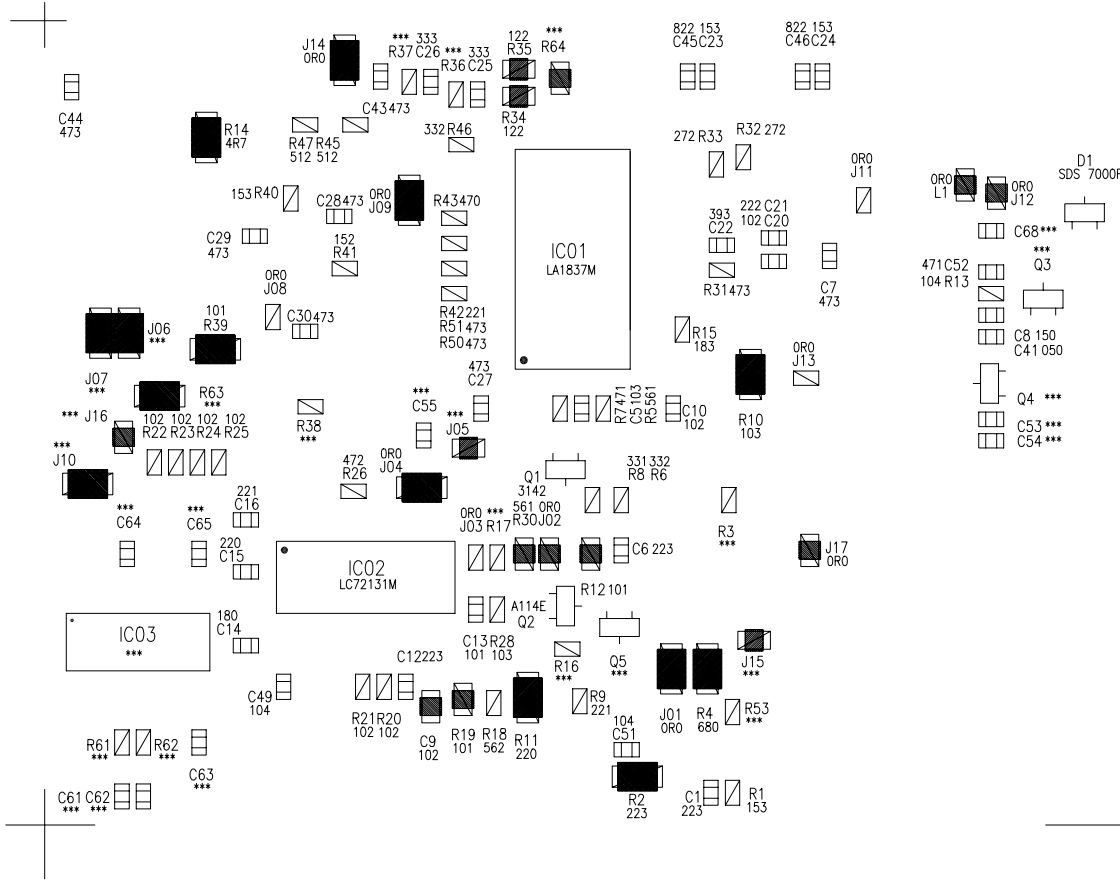 J14
0R0
***
R37
333
C26
***
R36
333
C25
122
R35
***
R64
822 153
C45 C23
822 153
C46 C24
C44
473
R14
4R7
C43 473
R47 R45
512 512
332 R46
R34
122
272 R33
R32 272
0R0
J11
0R0
L1
0R0
J12
D1
SDS 7000F
153 R40
C28 473
0R0
J09
R43 470
C29
473
152
R41
IC01
LA1837M
393
C22
222 C21
102 C20
C68 ***
***
Q3
R31 473
C7
473
471 C52
104 R13
0R0
J08
C30 473
R42 221
R51 473
R50 473
J06
***
101
R39
R15
183
0R0
J13
C8 150
C41 050
J07
***
R63
***
473
C27
***
C55
***
J05
R7 471
C5 103
R5 561
C10
102
R10
103
Q4 ***
*** J16
102 102 102 102
R22 R23 R24 R25
R38
***
C53 ***
C54 ***
***
J10
472
R26
0R0
J04
Q1
3142
331 332
R8 R6
221
C16
***
C64
***
C65
0R0 ***
J03 R17
561 0R0
R30 J02
R3
***
220
C15
C6 223
J17
0R0
IC02
LC72131M
R12 101
A114E
Q2
IC03
***
180
C14
C13 R28
101 103
R16
***
Q5
***
J15
***
C12 223
C49
104
R21 R20
102 102
C9
102
R19
101
R18
562
R11
220
R9
221
104
C51
J01
0R0
R4
680
R53
***
R61
***
R62
***
C63
***
C61 C62
*** ***
R2
223
C1
223
R1
153